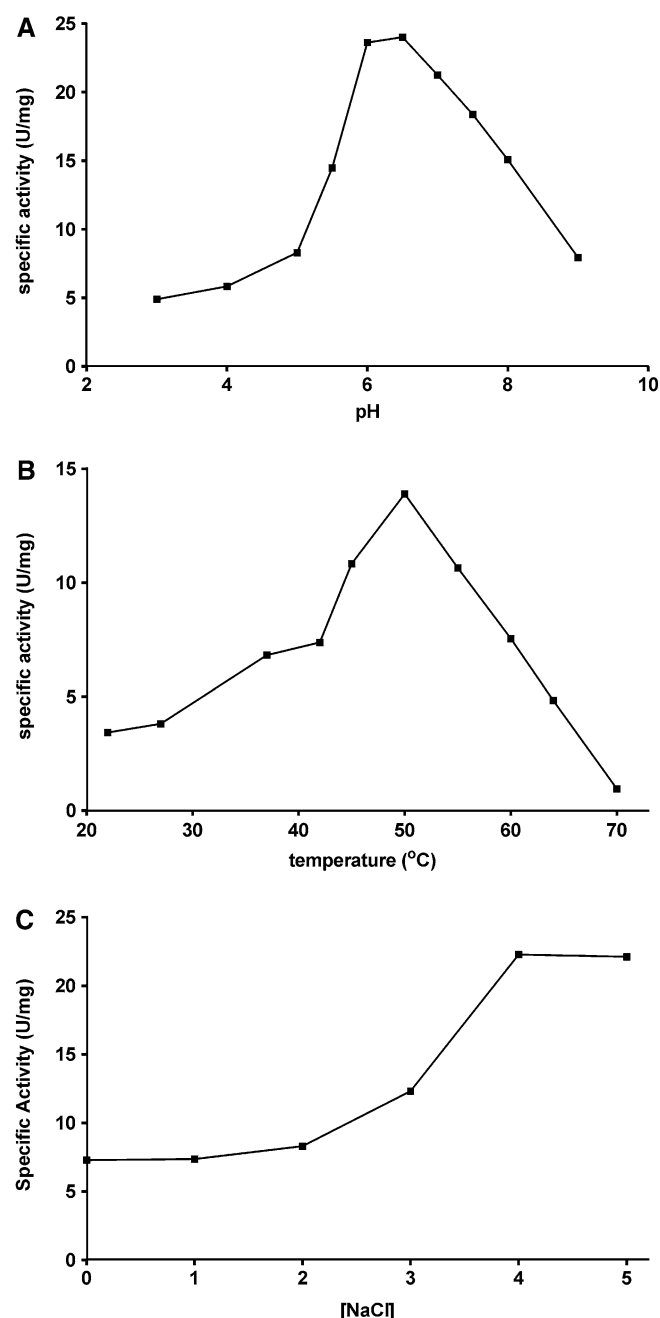 A
25
20
15
10
5
0
specific activity (U/mg)
2 4 6 8 10
pH
B
15
10
5
0
specific activity (U/mg)
20 30 40 50 60 70
temperature (°C)
C
25
20
15
10
5
0
Specific Activity (U/mg)
0 1 2 3 4 5
[NaCl]